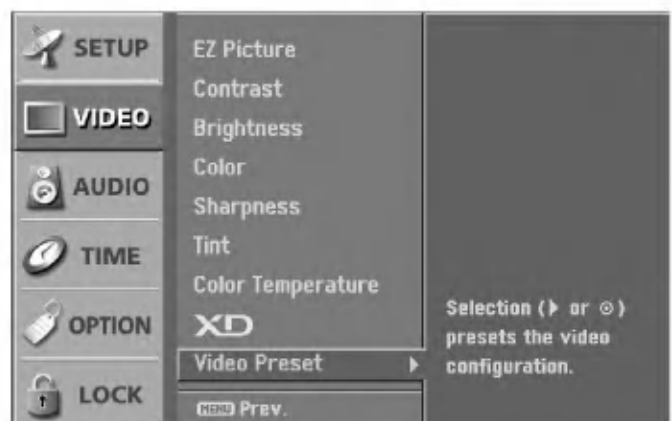 SETUP
VIDEO
AUDIO
TIME
OPTION
LOCK
EZ Picture
Contrast
Brightness
Color
Sharpness
Tint
Color Temperature
XD
Video Preset
MENU Prev.
Selection (▶ or ⊙)
presets the video
configuration.